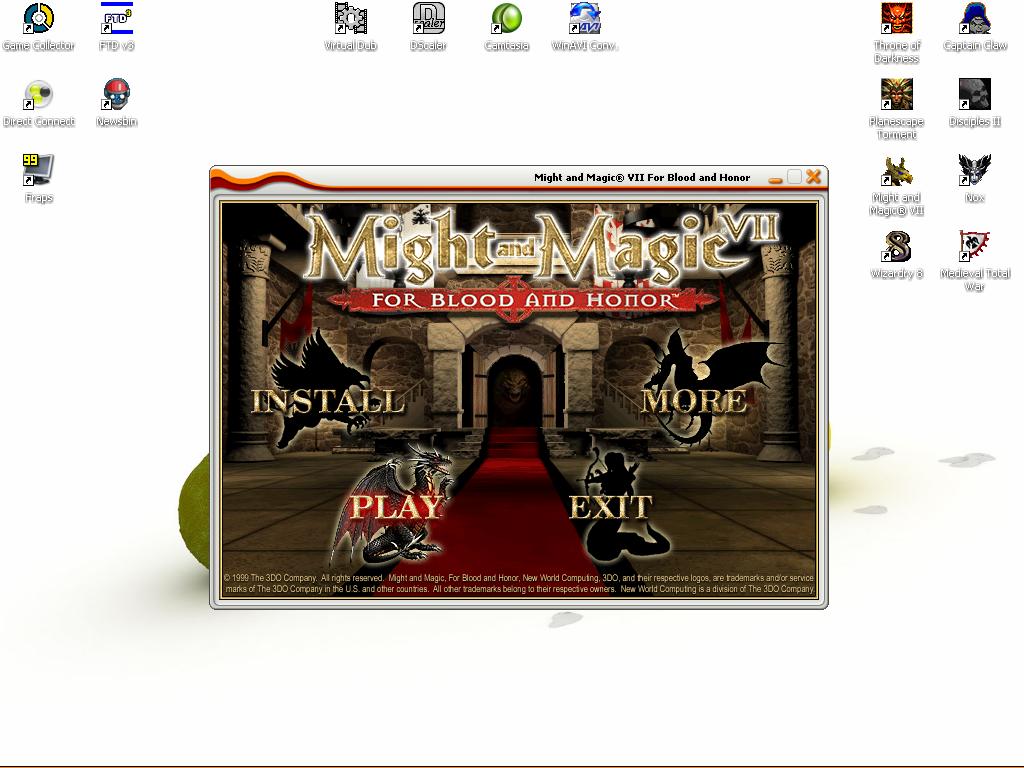 Game Collector
FTD v3
Virtual Dub
DScaler
Camtasia
WinAVI Conv...
Throne of
Darkness
Captain Claw
Direct Connect
Newsbin
Planescape
Torment
Disciples II
99
Fraps
Might and
Magic® VII
Nox
Wizardry 8
Medieval Total
War
Might and Magic® VII For Blood and Honor
Might and Magic VII
FOR BLOOD AND HONOR™
INSTALL
MORE
PLAY
EXIT
© 1999 The 3DO Company. All rights reserved. Might and Magic, For Blood and Honor, New World Computing, 3DO, and their respective logos, are trademarks and/or service
marks of The 3DO Company in the U.S. and other countries. All other trademarks belong to their respective owners. New World Computing is a division of The 3DO Company.